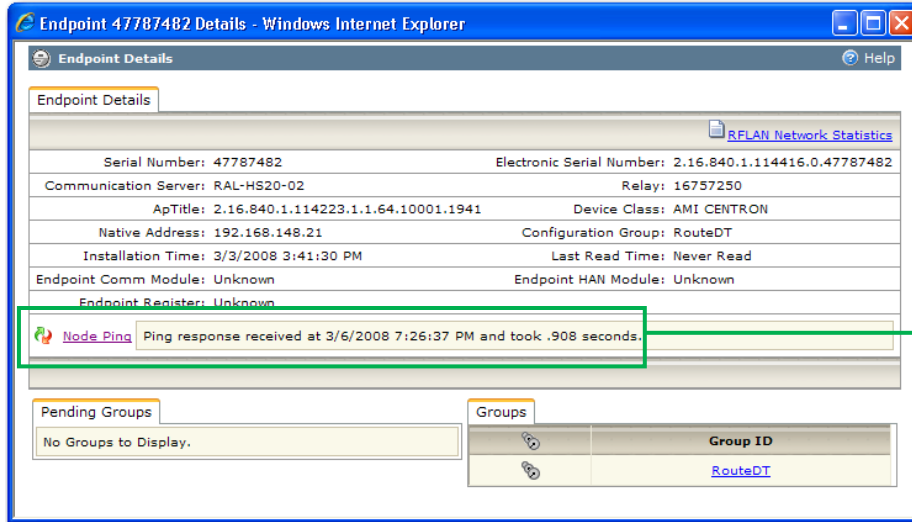 Endpoint 47787482 Details - Windows Internet Explorer
Endpoint Details
Help
Endpoint Details
RFLAN Network Statistics
Serial Number: 47787482 Electronic Serial Number: 2.16.840.1.114416.0.47787482
Communication Server: RAL-HS20-02 Relay: 16757250
ApTitle: 2.16.840.1.114223.1.1.64.10001.1941 Device Class: AMI CENTRON
Native Address: 192.168.148.21 Configuration Group: RouteDT
Installation Time: 3/3/2008 3:41:30 PM Last Read Time: Never Read
Endpoint Comm Module: Unknown Endpoint HAN Module: Unknown
Endpoint Register: Unknown
Node Ping Ping response received at 3/6/2008 7:26:37 PM and took .908 seconds.
Pending Groups
No Groups to Display.
Groups
Group ID
RouteDT